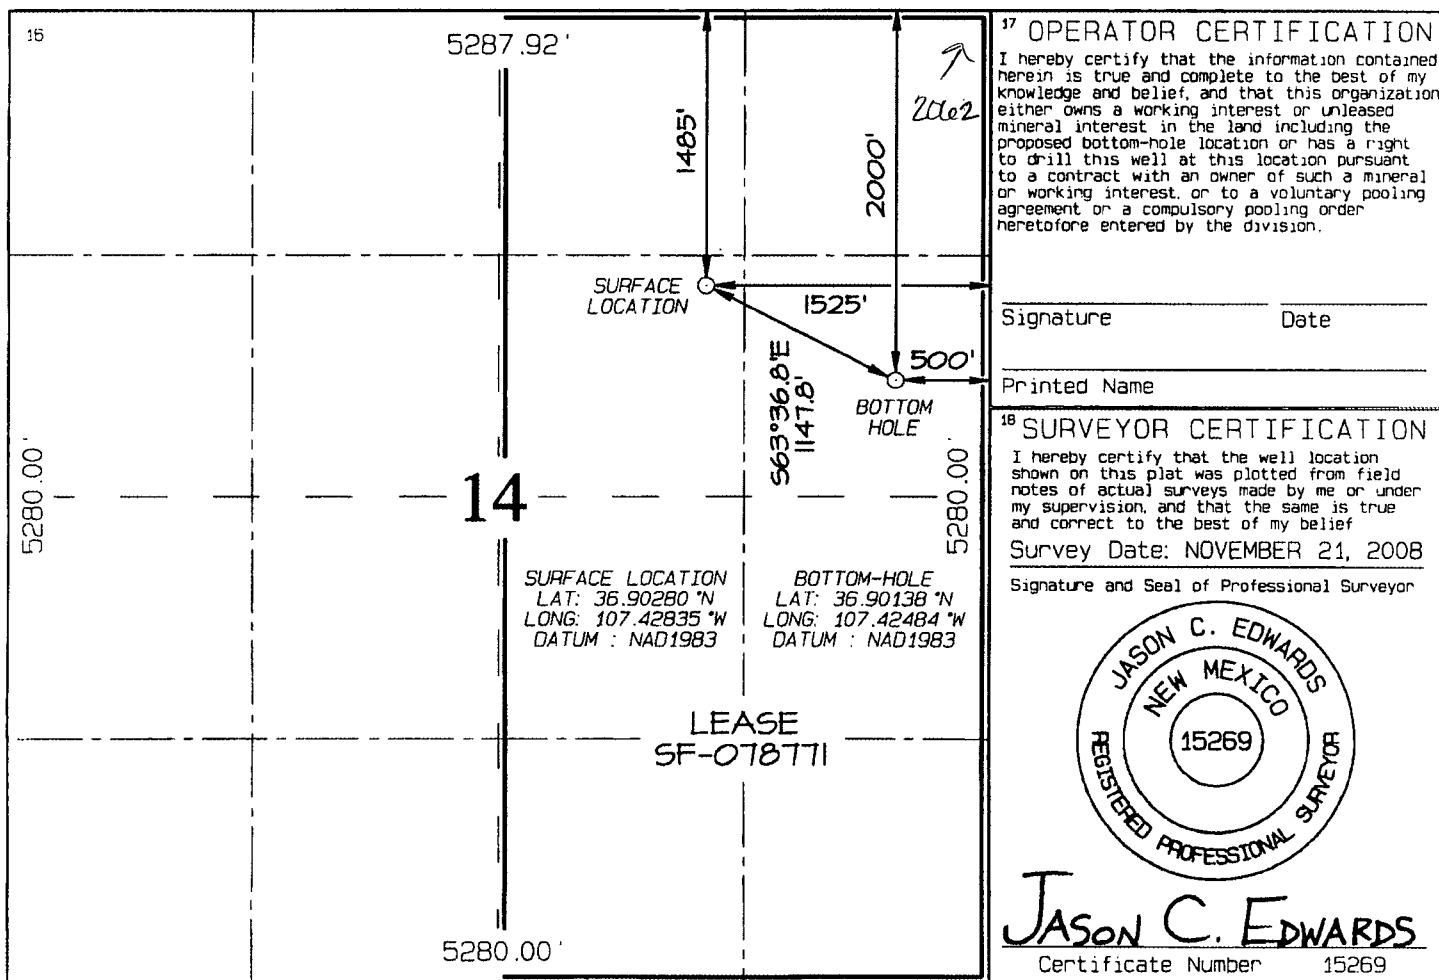 16
5287.92'
2062
1485'
2000'
SURFACE
LOCATION
1525'
500'
S63°36.8'E
1147.8'
BOTTOM
HOLE
5280.00'
14
5280.00'
SURFACE LOCATION
LAT: 36.90280 °N
LONG: 107.42835 °W
DATUM : NAD1983
BOTTOM-HOLE
LAT: 36.90138 °N
LONG: 107.42484 °W
DATUM : NAD1983
LEASE
SF-078771
5280.00'
17 OPERATOR CERTIFICATION
I hereby certify that the information contained
herein is true and complete to the best of my
knowledge and belief, and that this organization
either owns a working interest or unleased
mineral interest in the land including the
proposed bottom-hole location or has a right
to drill this well at this location pursuant
to a contract with an owner of such a mineral
or working interest, or to a voluntary pooling
agreement or a compulsory pooling order
heretofore entered by the division.
Signature Date
Printed Name
18 SURVEYOR CERTIFICATION
I hereby certify that the well location
shown on this plat was plotted from field
notes of actual surveys made by me or under
my supervision, and that the same is true
and correct to the best of my belief
Survey Date: NOVEMBER 21, 2008
Signature and Seal of Professional Surveyor
JASON C. EDWARDS
NEW MEXICO
15269
REGISTERED PROFESSIONAL SURVEYOR
JASON C. EDWARDS
Certificate Number 15269